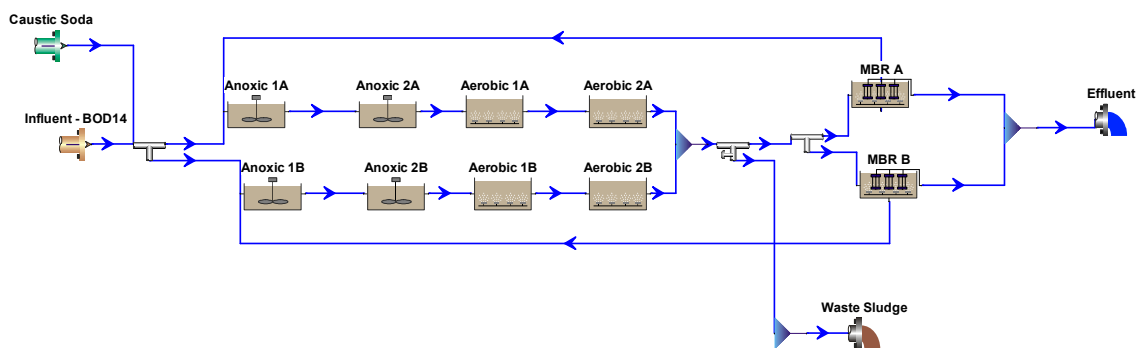 Caustic Soda
Influent - BOD14
Anoxic 1A
Anoxic 2A
Aerobic 1A
Aerobic 2A
MBR A
Effluent
Anoxic 1B
Anoxic 2B
Aerobic 1B
Aerobic 2B
MBR B
Waste Sludge